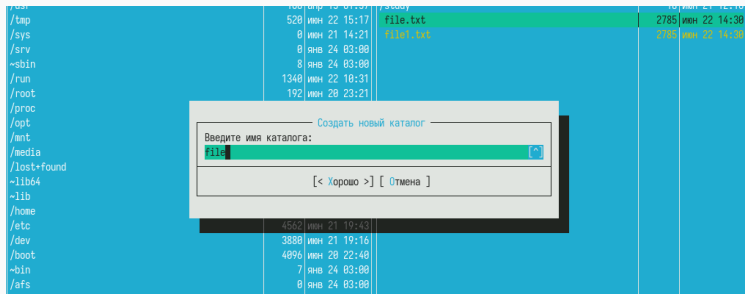 /tmp 520 июн 22 15:17 file.txt 2785 июн 22 14:30
/sys 0 июн 21 14:21 file1.txt 2785 июн 22 14:30
/srv 0 янв 24 03:00
~sbin 8 янв 24 03:00
/run 1340 июн 22 10:31
/root 192 июн 20 23:21
/proc
/opt Создать новый каталог
/mnt Введите имя каталога:
/media file [^]
/lost+found
~lib64 [< Хорошо >] [ Отмена ]
~lib
/home
/etc 4562 июн 21 19:43
/dev 3880 июн 21 19:16
/boot 4096 июн 20 22:40
~bin 7 янв 24 03:00
/afs 0 янв 24 03:00